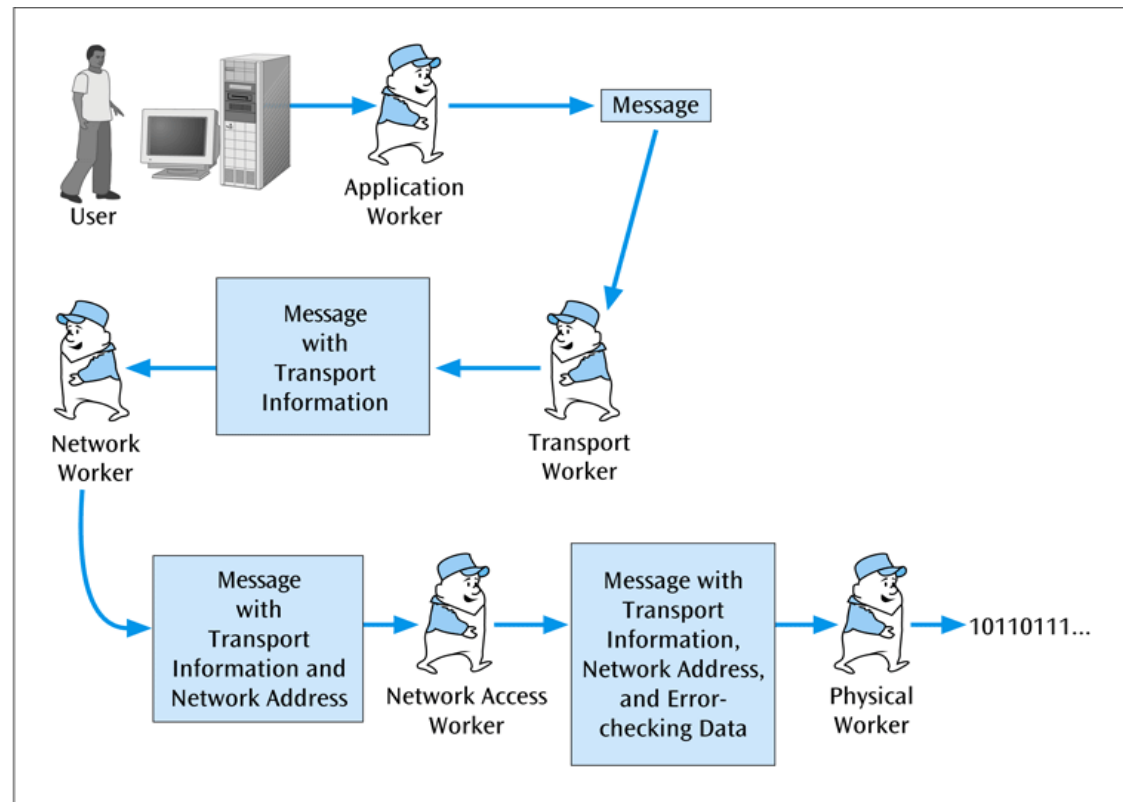 Message
Application
Worker
User
Message
with
Transport
Information
Transport
Worker
Network
Worker
Message
with
Transport
Information and
Network Address
Network Access
Worker
Message with
Transport
Information,
Network Address,
and Error-
checking Data
Physical
Worker
10110111...